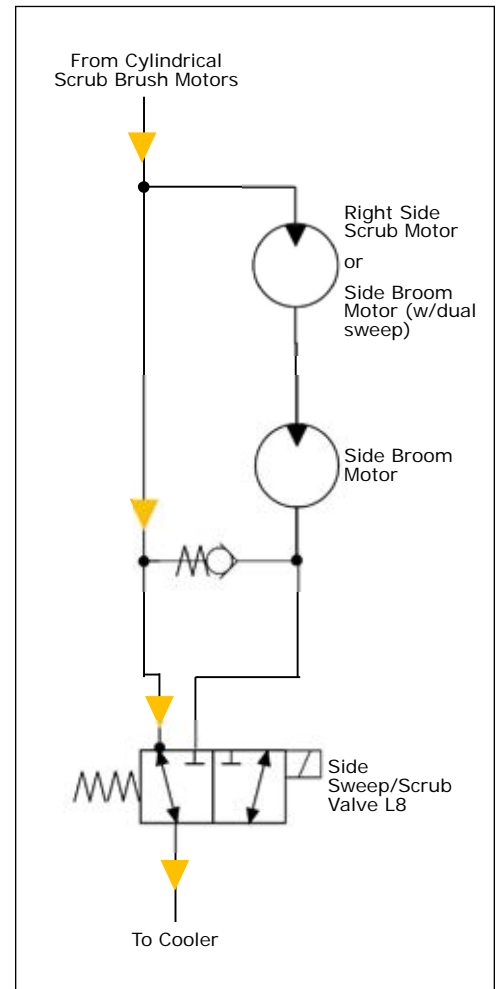 From Cylindrical
Scrub Brush Motors
Right Side
Scrub Motor
or
Side Broom
Motor (w/dual
sweep)
Side Broom
Motor
Side
Sweep/Scrub
Valve L8
To Cooler